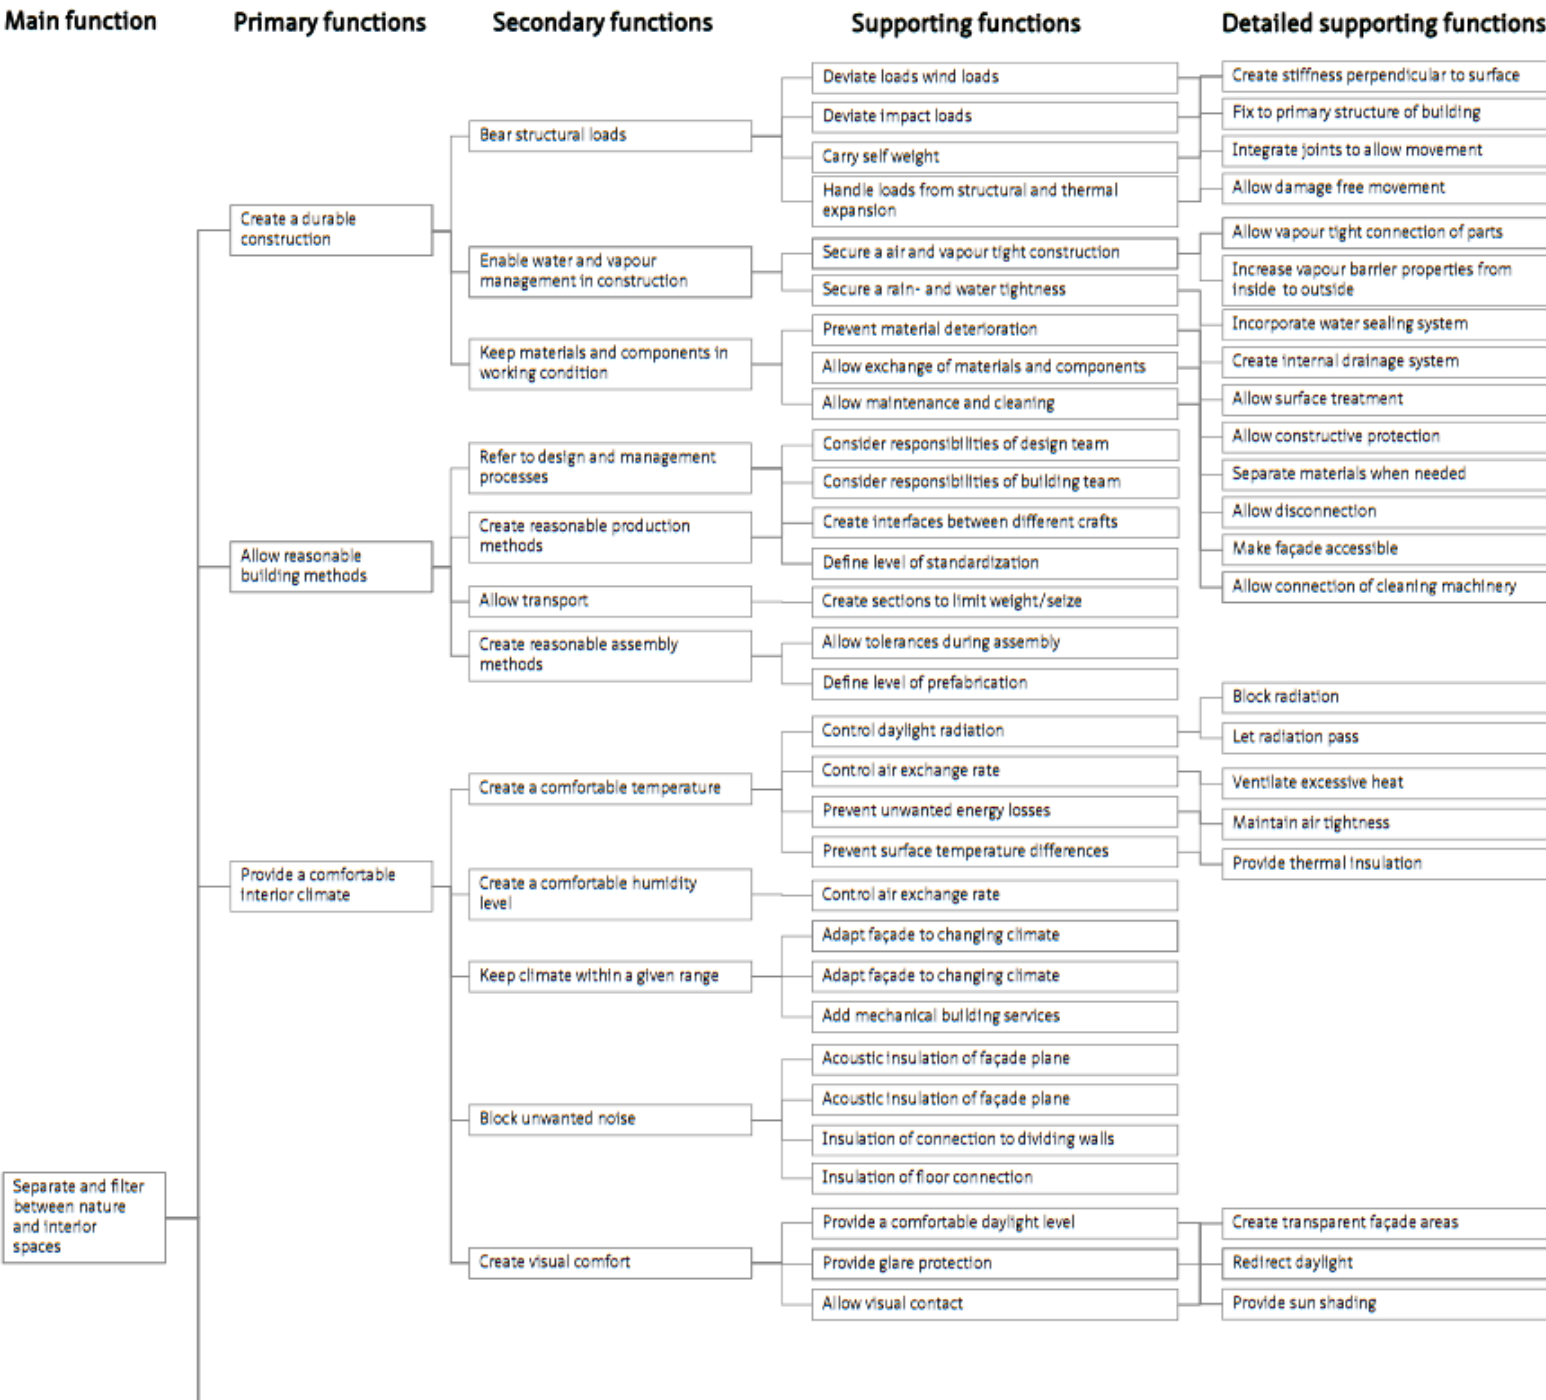 Main function
Primary functions
Secondary functions
Supporting functions
Detailed supporting functions
Separate and filter
between nature
and interior
spaces
Create a durable
construction
Bear structural loads
Deviate loads wind loads
Deviate impact loads
Carry self weight
Handle loads from structural and thermal
expansion
Create stiffness perpendicular to surface
Fix to primary structure of building
Integrate joints to allow movement
Allow damage free movement
Enable water and vapour
management in construction
Secure a air and vapour tight construction
Secure a rain- and water tightness
Allow vapour tight connection of parts
Increase vapour barrier properties from
inside to outside
Keep materials and components in
working condition
Prevent material deterioration
Allow exchange of materials and components
Allow maintenance and cleaning
Incorporate water sealing system
Create internal drainage system
Allow surface treatment
Allow constructive protection
Separate materials when needed
Allow disconnection
Make façade accessible
Allow connection of cleaning machinery
Allow reasonable
building methods
Refer to design and management
processes
Create reasonable production
methods
Consider responsibilities of design team
Consider responsibilities of building team
Create interfaces between different crafts
Define level of standardization
Allow transport
Create sections to limit weight/seize
Create reasonable assembly
methods
Allow tolerances during assembly
Define level of prefabrication
Provide a comfortable
interior climate
Create a comfortable temperature
Control daylight radiation
Control air exchange rate
Prevent unwanted energy losses
Prevent surface temperature differences
Block radiation
Let radiation pass
Ventilate excessive heat
Maintain air tightness
Provide thermal insulation
Create a comfortable humidity
level
Control air exchange rate
Keep climate within a given range
Adapt façade to changing climate
Adapt façade to changing climate
Add mechanical building services
Block unwanted noise
Acoustic insulation of façade plane
Acoustic insulation of façade plane
Insulation of connection to dividing walls
Insulation of floor connection
Create visual comfort
Provide a comfortable daylight level
Provide glare protection
Allow visual contact
Create transparent façade areas
Redirect daylight
Provide sun shading